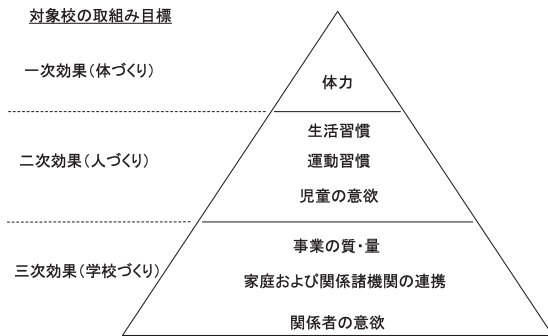 対象校の取組み目標
一次効果(体づくり)
体力
二次効果(人づくり)
生活習慣
運動習慣
児童の意欲
三次効果(学校づくり)
事業の質・量
家庭および関係諸機関の連携
関係者の意欲